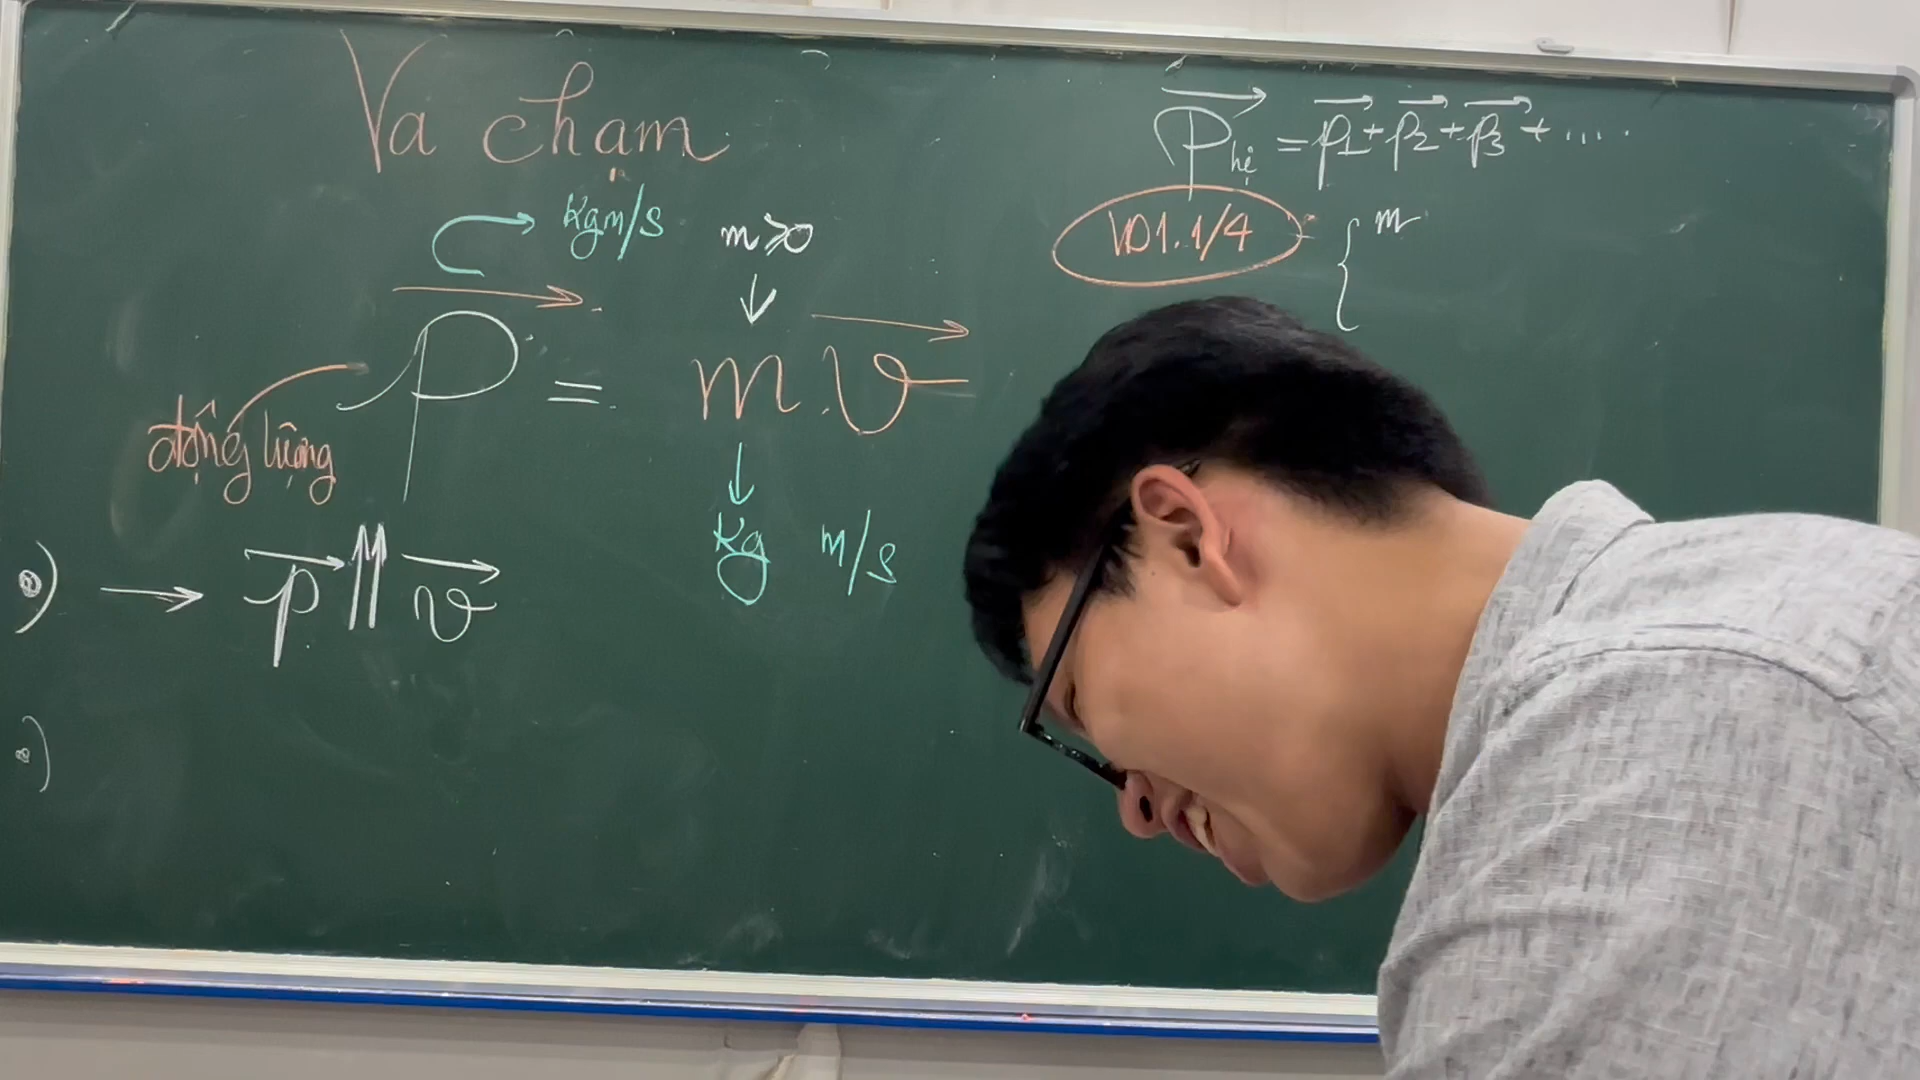 Va chạm
kgm/s
m ≥ 0
↓
→p = m.→v
động lượng
↓
kg m/s
•) → →p ↑↑ →v
•)
→P hệ = →p1 + →p2 + →p3 + .....
VD1.1/4 : { m